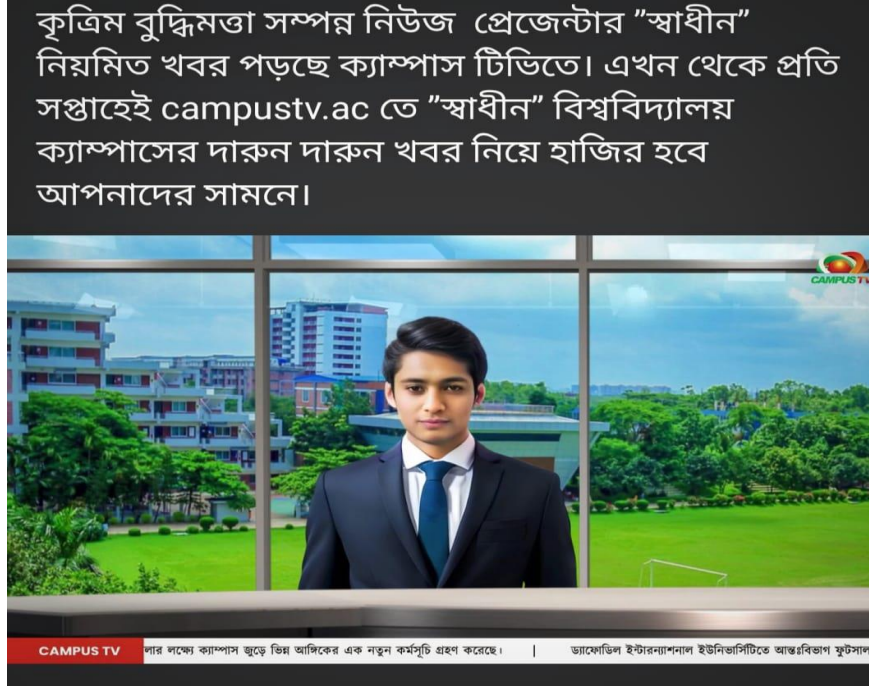 কৃত্রিম বুদ্ধিমত্তা সম্পন্ন নিউজ  প্রেজেন্টার ”স্বাধীন”
নিয়মিত খবর পড়ছে ক্যাম্পাস টিভিতে। এখন থেকে প্রতি
সপ্তাহেই campustv.ac তে ”স্বাধীন” বিশ্ববিদ্যালয়
ক্যাম্পাসের দারুন দারুন খবর নিয়ে হাজির হবে
আপনাদের সামনে।
CAMPUS TV
CAMPUS TV লার লক্ষ্যে ক্যাম্পাস জুড়ে ভিন্ন আঙ্গিকের এক নতুন কর্মসূচি গ্রহণ করেছে। | ড্যাফোডিল ইন্টারন্যাশনাল ইউনিভার্সিটিতে আন্তঃবিভাগ ফুটসাল